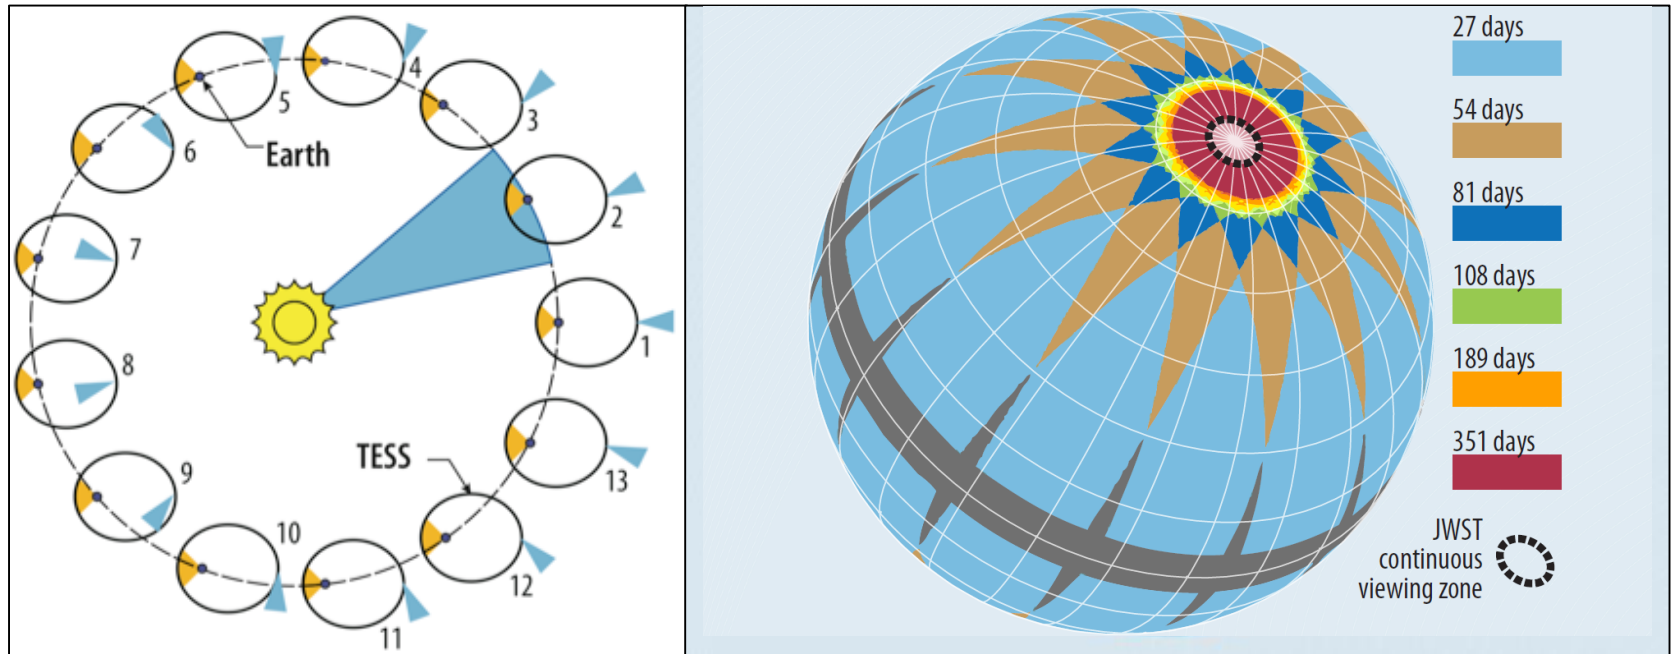 4
3
5
Earth
6
2
7
1
8
TESS
9
13
10
12
11
27 days
54 days
81 days
108 days
189 days
351 days
JWST
continuous
viewing zone